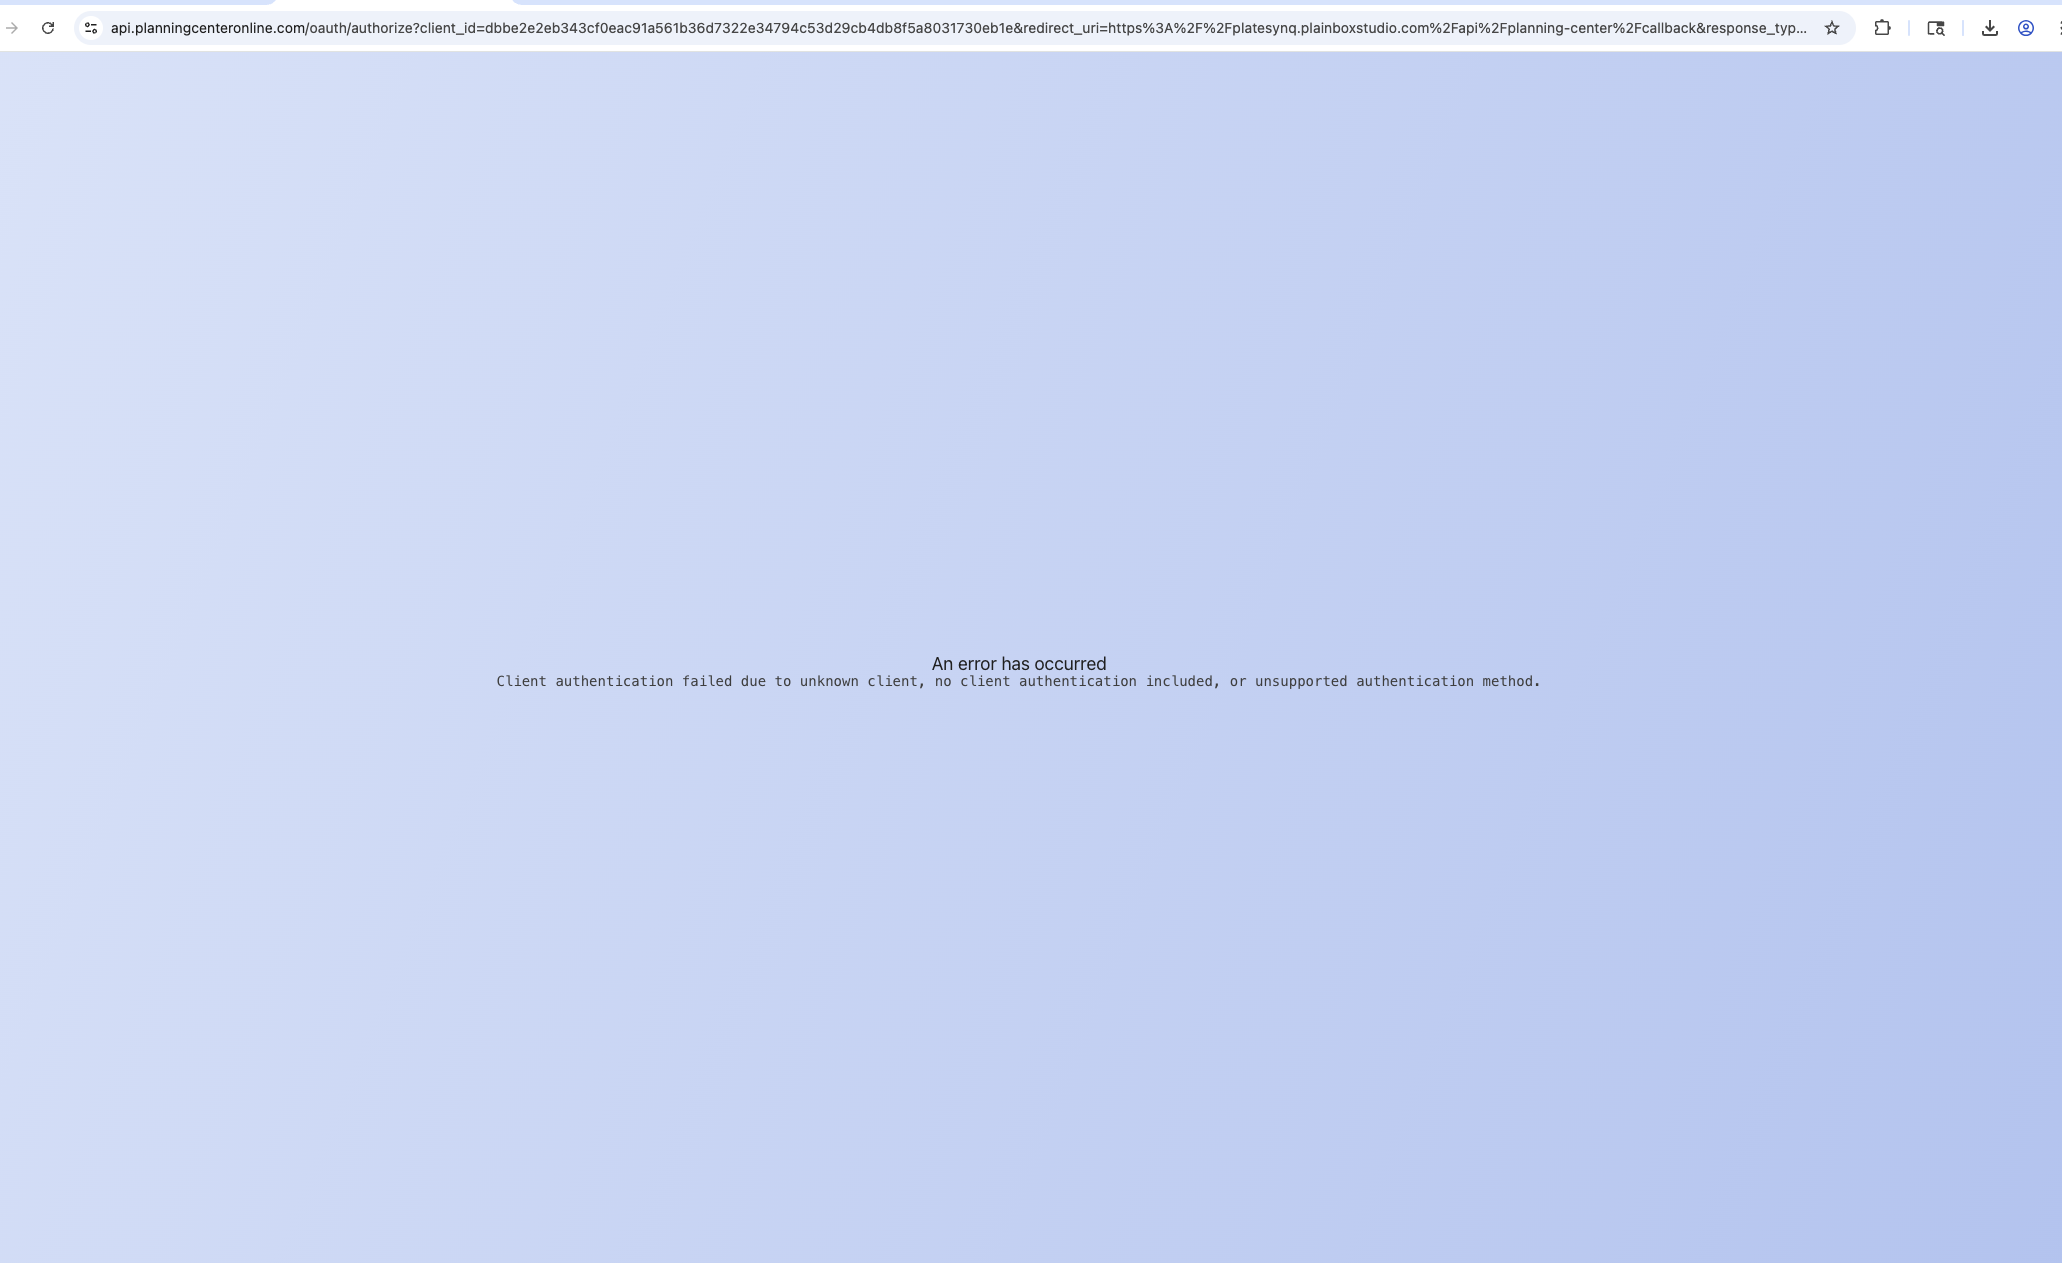 api.planningcenteronline.com/oauth/authorize?client_id=dbbe2e2eb343cf0eac91a561b36d7322e34794c53d29cb4db8f5a8031730eb1e&redirect_uri=https%3A%2F%2Fplatesynq.plainboxstudio.com%2Fapi%2Fplanning-center%2Fcallback&response_typ...
An error has occurred
Client authentication failed due to unknown client, no client authentication included, or unsupported authentication method.